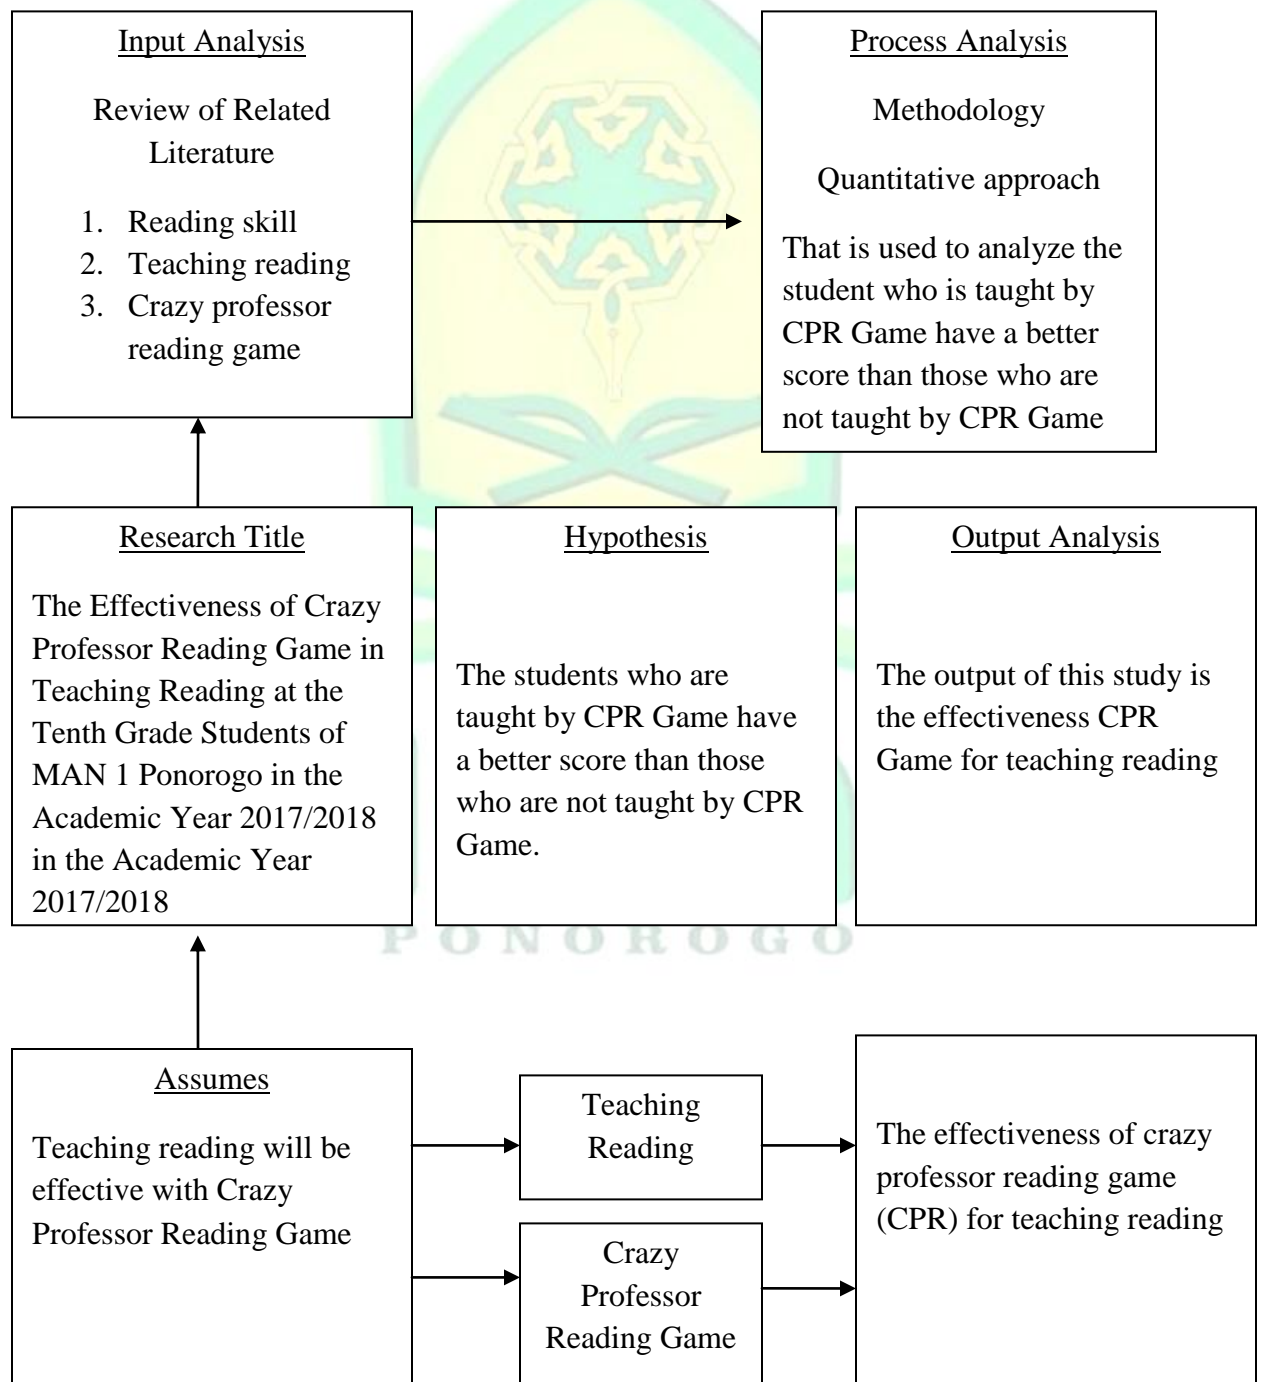 Input Analysis
Review of Related
Literature
1. Reading skill
2. Teaching reading
3. Crazy professor
reading game
Process Analysis
Methodology
Quantitative approach
That is used to analyze the
student who is taught by
CPR Game have a better
score than those who are
not taught by CPR Game
Research Title
The Effectiveness of Crazy
Professor Reading Game in
Teaching Reading at the
Tenth Grade Students of
MAN 1 Ponorogo in the
Academic Year 2017/2018
in the Academic Year
2017/2018
Hypothesis
The students who are
taught by CPR Game have
a better score than those
who are not taught by CPR
Game.
Output Analysis
The output of this study is
the effectiveness CPR
Game for teaching reading
PONOROGO
Assumes
Teaching reading will be
effective with Crazy
Professor Reading Game
Teaching
Reading
Crazy
Professor
Reading Game
The effectiveness of crazy
professor reading game
(CPR) for teaching reading